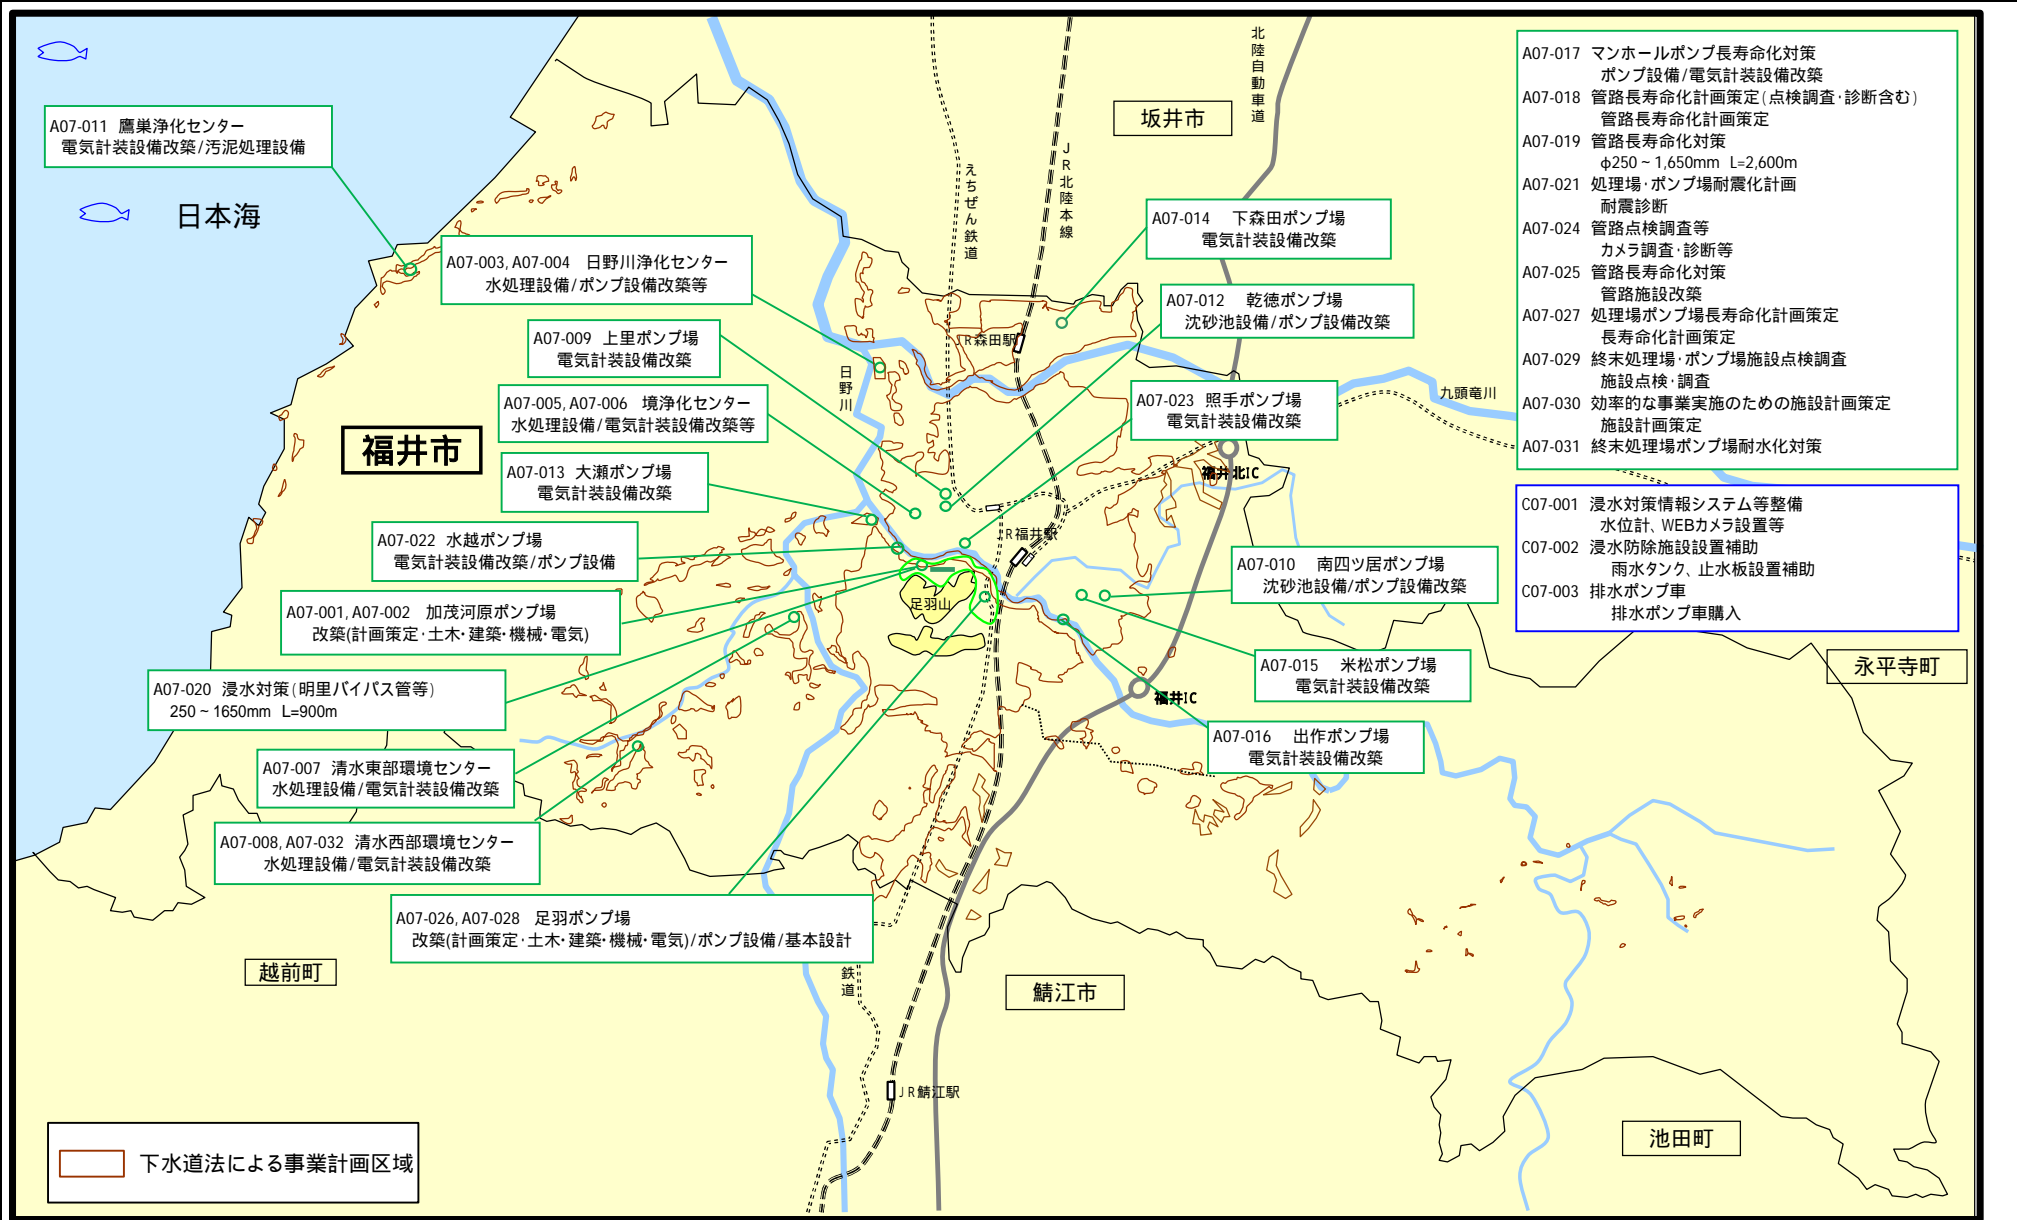 北陸自動車道
坂井市
JR北陸本線
えちぜん鉄道
日本海
A07-011 鷹巣浄化センター
電気計装設備改築/汚泥処理設備
A07-003, A07-004 日野川浄化センター
水処理設備/ポンプ設備改築等
A07-009 上里ポンプ場
電気計装設備改築
A07-005, A07-006 境浄化センター
水処理設備/電気計装設備改築等
A07-013 大瀬ポンプ場
電気計装設備改築
A07-022 水越ポンプ場
電気計装設備改築/ポンプ設備
A07-001, A07-002 加茂河原ポンプ場
改築(計画策定・土木・建築・機械・電気)
A07-020 浸水対策(明里バイパス管等)
250～1650mm L=900m
A07-007 清水東部環境センター
水処理設備/電気計装設備改築
A07-008, A07-032 清水西部環境センター
水処理設備/電気計装設備改築
A07-026, A07-028 足羽ポンプ場
改築(計画策定・土木・建築・機械・電気)/ポンプ設備/基本設計
A07-014 下森田ポンプ場
電気計装設備改築
A07-012 乾徳ポンプ場
沈砂池設備/ポンプ設備改築
A07-023 照手ポンプ場
電気計装設備改築
A07-010 南四ツ居ポンプ場
沈砂池設備/ポンプ設備改築
A07-015 米松ポンプ場
電気計装設備改築
A07-016 出作ポンプ場
電気計装設備改築
A07-017 マンホールポンプ長寿命化対策
ポンプ設備/電気計装設備改築
A07-018 管路長寿命化計画策定(点検調査・診断含む)
管路長寿命化計画策定
A07-019 管路長寿命化対策
φ250～1,650mm L=2,600m
A07-021 処理場・ポンプ場耐震化計画
耐震診断
A07-024 管路点検調査等
カメラ調査・診断等
A07-025 管路長寿命化対策
管路施設改築
A07-027 処理場ポンプ場長寿命化計画策定
長寿命化計画策定
A07-029 終末処理場・ポンプ場施設点検調査
施設点検・調査
A07-030 効率的な事業実施のための施設計画策定
施設計画策定
A07-031 終末処理場ポンプ場耐水化対策
C07-001 浸水対策情報システム等整備
水位計、WEBカメラ設置等
C07-002 浸水防除施設設置補助
雨水タンク、止水板設置補助
C07-003 排水ポンプ車
排水ポンプ車購入
JR森田駅
日野川
九頭竜川
福井市
福井北IC
JR福井駅
足羽山
福井IC
永平寺町
越前町
鉄道
鯖江市
JR鯖江駅
池田町
下水道法による事業計画区域